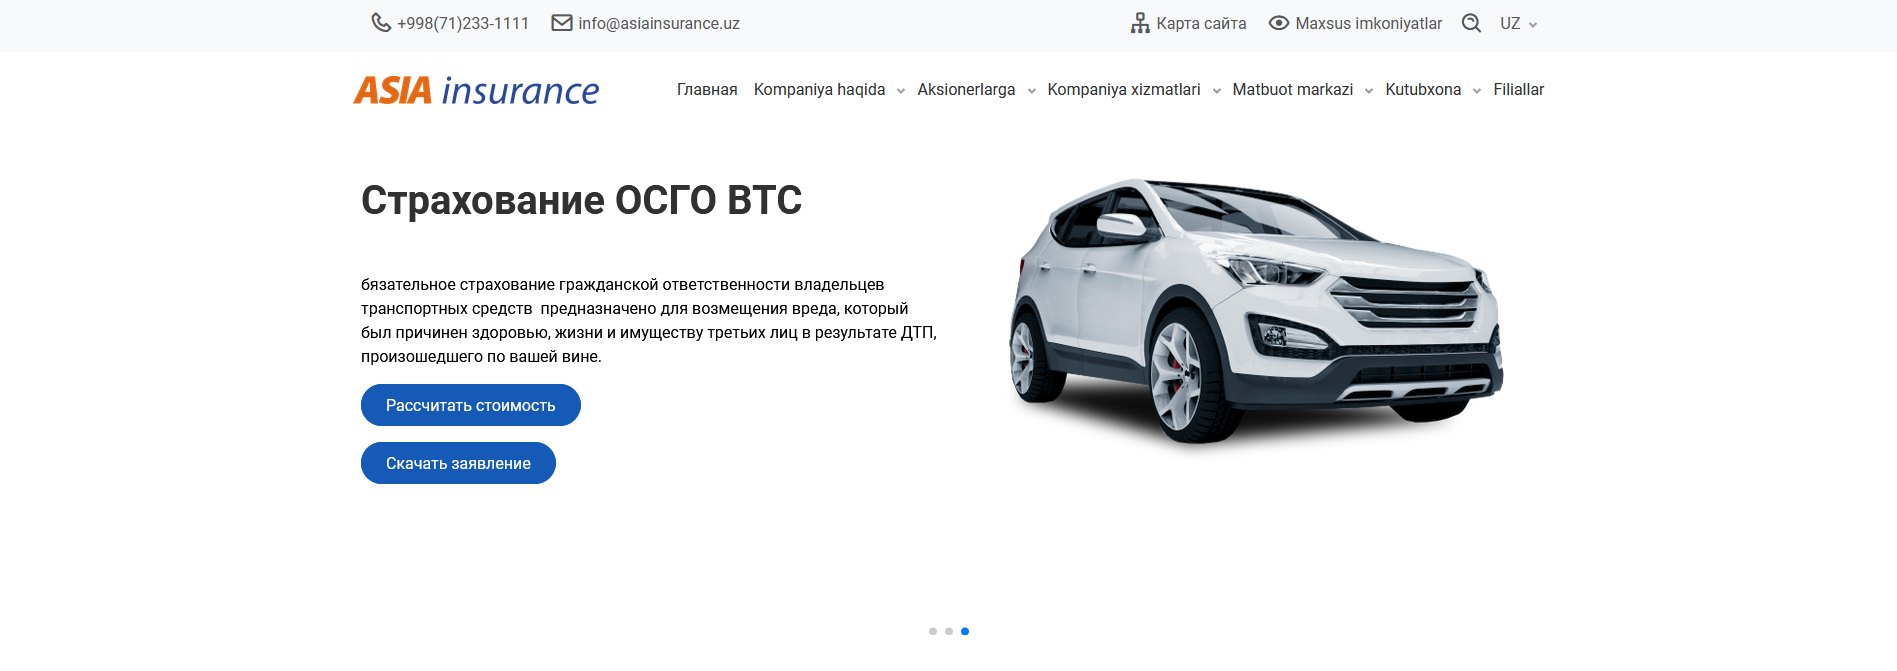 +998(71)233-1111 info@asiainsurance.uz Карта сайта Maxsus imkoniyatlar UZ
ASIA insurance Главная Kompaniya haqida Aksionerlarga Kompaniya xizmatlari Matbuot markazi Kutubxona Filiallar
Страхование ОСГО ВТС
бязательное страхование гражданской ответственности владельцев
транспортных средств  предназначено для возмещения вреда, который
был причинен здоровью, жизни и имуществу третьих лиц в результате ДТП,
произошедшего по вашей вине.
Рассчитать стоимость
Скачать заявление